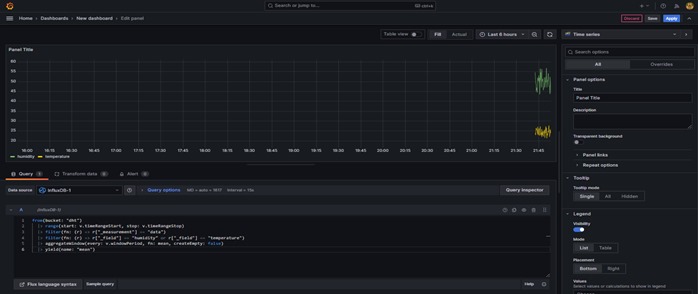 Search or jump to...
ctrl+k
Home > Dashboards > New dashboard > Edit panel
Discard
Save
Apply
Table view
Fill
Actual
Last 6 hours
Time series
Panel Title
60
55
50
45
40
35
30
25
20
16:00 16:15 16:30 16:45 17:00 17:15 17:30 17:45 18:00 18:15 18:30 18:45 19:00 19:15 19:30 19:45 20:00 20:15 20:30 20:45 21:00 21:15 21:30 21:45
humidity temperature
Query 1
Transform data 0
Alert 0
Data source
InfluxDB-1
Query options
MD = auto = 1617
Interval = 15s
Query inspector
A
(InfluxDB-1)
1 from(bucket: "dht")
2 |> range(start: v.timeRangeStart, stop: v.timeRangeStop)
3 |> filter(fn: (r) => r["_measurement"] == "data")
4 |> filter(fn: (r) => r["_field"] == "humidity" or r["_field"] == "temperature")
5 |> aggregateWindow(every: v.windowPeriod, fn: mean, createEmpty: false)
6 |> yield(name: "mean")
Flux language syntax
Sample query
Help
Search options
All
Overrides
Panel options
Title
Panel Title
Description
Transparent background
Panel links
Repeat options
Tooltip
Tooltip mode
Single
All
Hidden
Legend
Visibility
Mode
List
Table
Placement
Bottom
Right
Values
Select values or calculations to show in legend